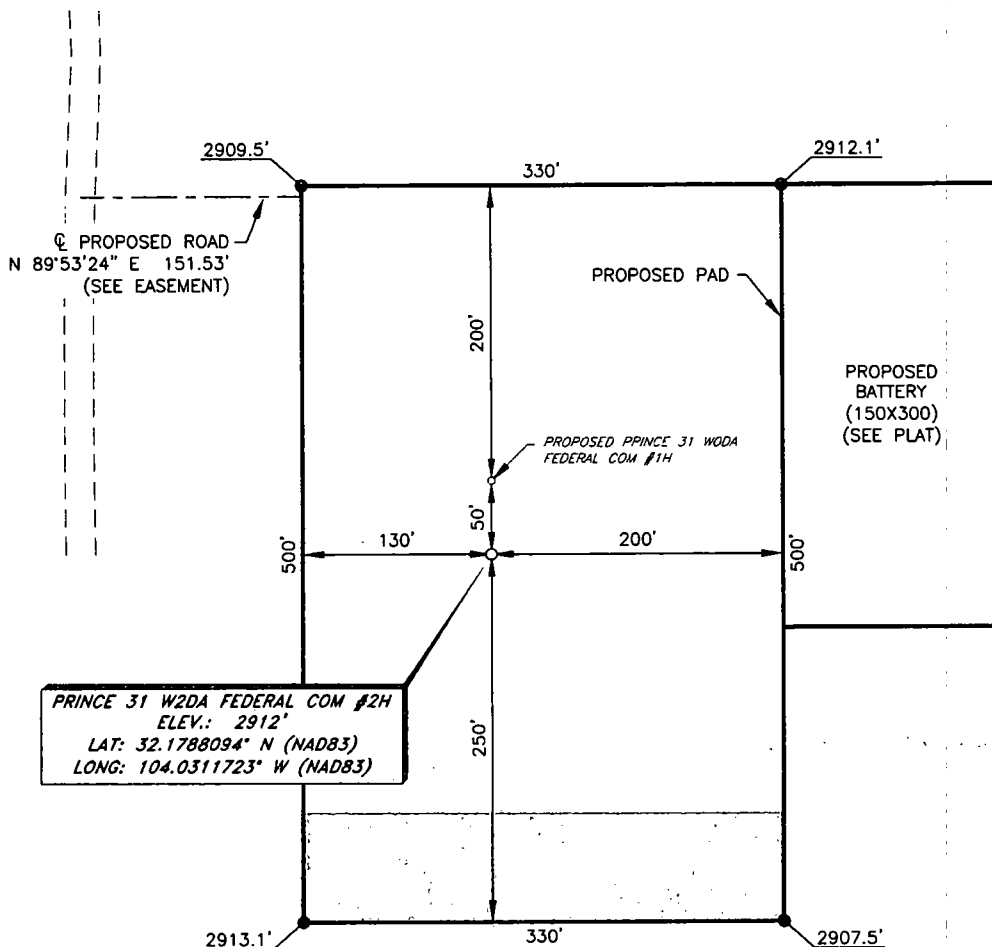 2909.5'
2912.1'
330'
℄ PROPOSED ROAD
N 89°53'24" E 151.53'
(SEE EASEMENT)
PROPOSED PAD
200'
PROPOSED
BATTERY
(150X300)
(SEE PLAT)
PROPOSED PPINCE 31 WODA
FEDERAL COM #1H
50'
500'
130'
200'
500'
PRINCE 31 W2DA FEDERAL COM #2H
ELEV.: 2912'
LAT: 32.1788094° N (NAD83)
LONG: 104.0311723° W (NAD83)
250'
2913.1'
330'
2907.5'